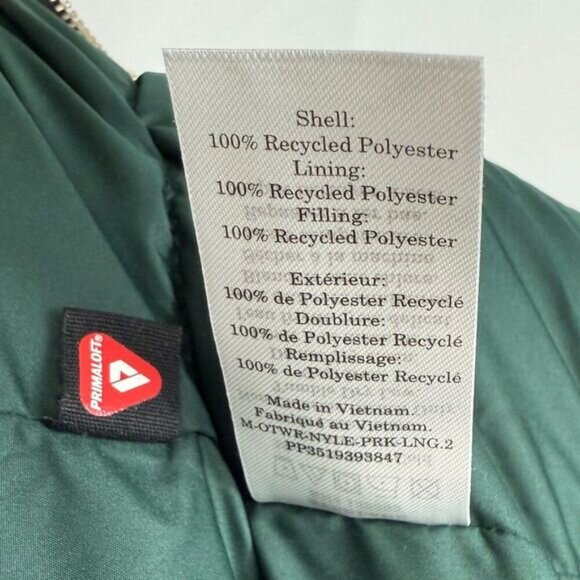 Shell:
100% Recycled Polyester
Lining:
100% Recycled Polyester
Filling:
100% Recycled Polyester
Extérieur:
100% de Polyester Recyclé
Doublure:
100% de Polyester Recyclé
Remplissage:
100% de Polyester Recyclé
Made in Vietnam.
Fabriqué au Vietnam.
M-OTWR-NYLE-PRK-LNG.2
PP3519393847
PRIMALOFT®